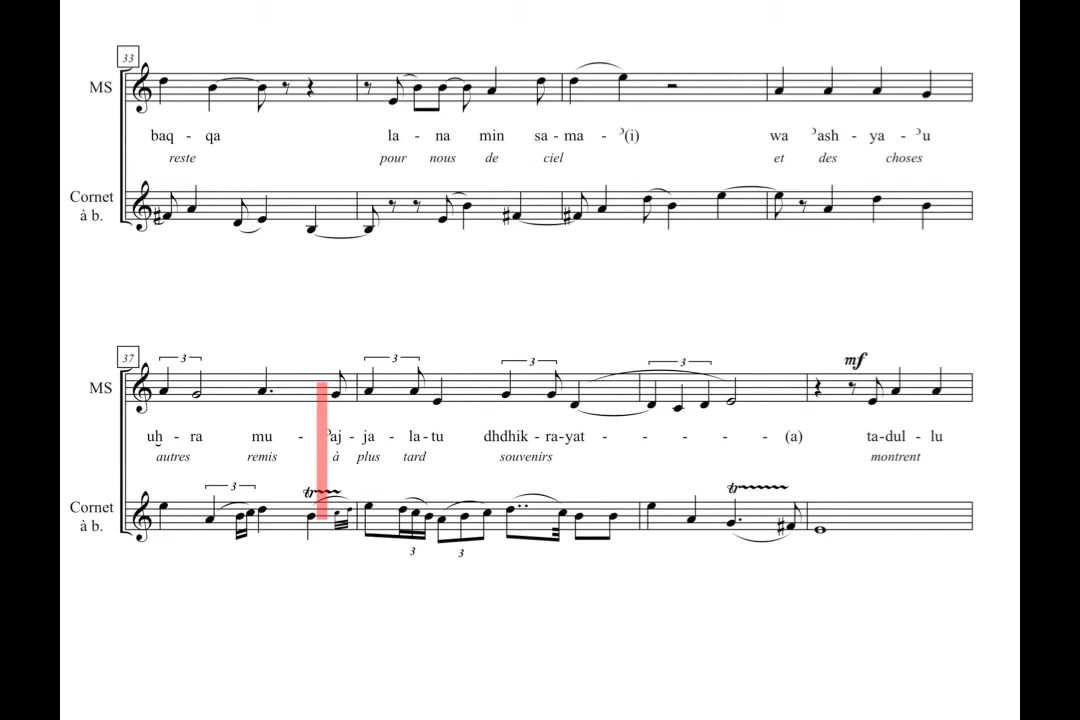 33
MS
baq - qa la - na min sa - ma - ʾ(i) wa ʾash - ya - ʾu
reste pour nous de ciel et des choses
Cornet
à b.
37
3 3 3 3 mf
MS
uḫ - ra mu - ʾaj - ja - la - tu dhdhik - ra - yat - - - - - (a) ta - dul - lu
autres remis à plus tard souvenirs montrent
3 tr tr
Cornet
à b.
3 3